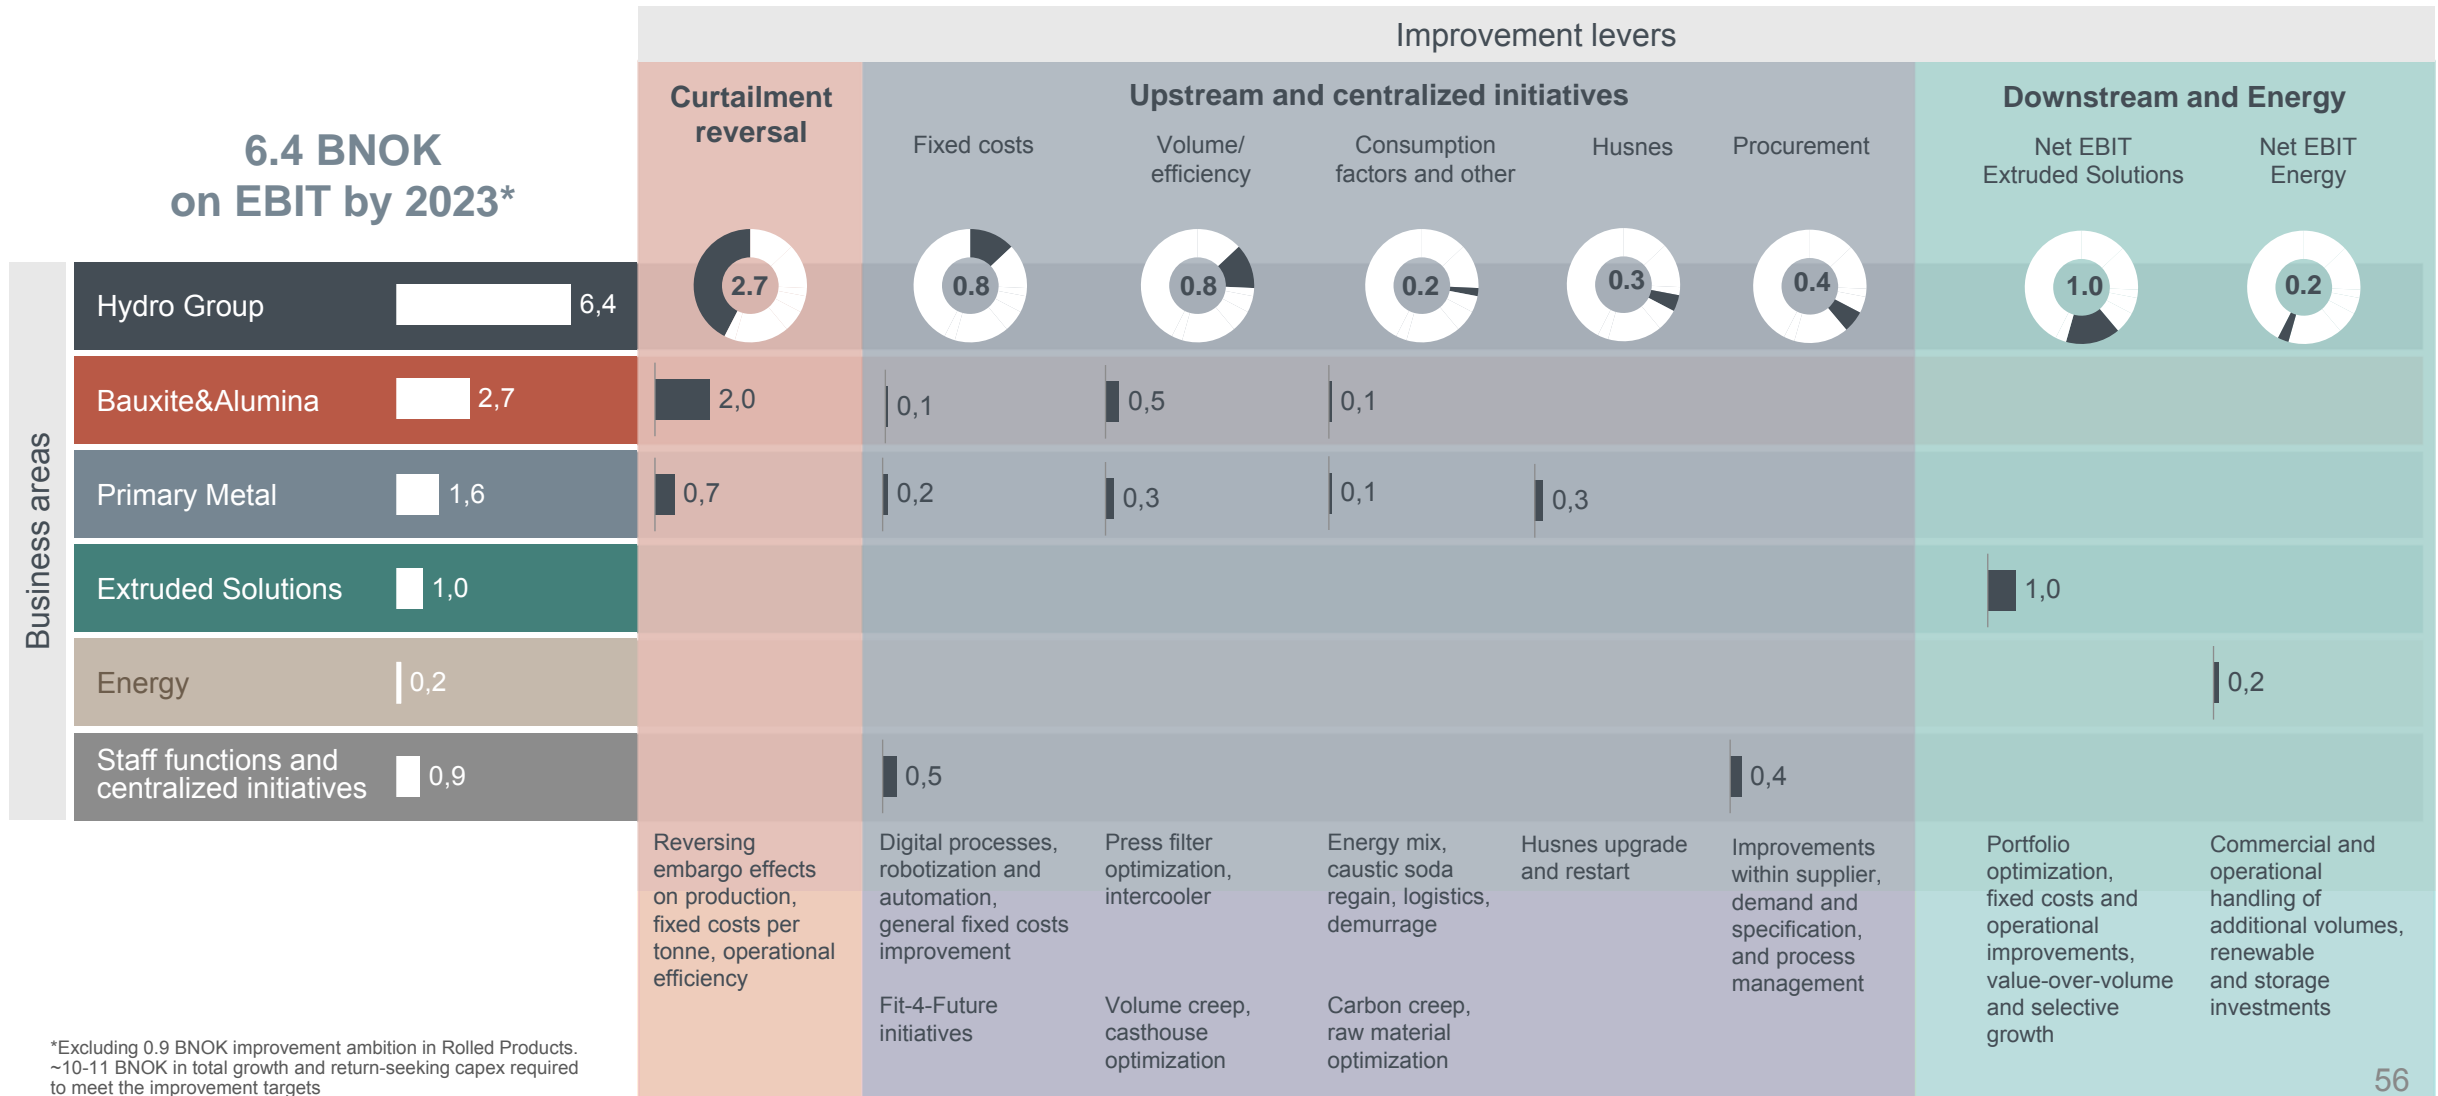 Improvement levers
6.4 BNOK
on EBIT by 2023*
Curtailment
reversal
Upstream and centralized initiatives
Downstream and Energy
Fixed costs
Volume/
efficiency
Consumption
factors and other
Husnes
Procurement
Net EBIT
Extruded Solutions
Net EBIT
Energy
Business areas
Hydro Group 6,4
2.7
0.8
0.8
0.2
0.3
0.4
1.0
0.2
Bauxite&Alumina 2,7
2,0
0,1
0,5
0,1
Primary Metal 1,6
0,7
0,2
0,3
0,1
0,3
Extruded Solutions 1,0
1,0
Energy 0,2
0,2
Staff functions and
centralized initiatives 0,9
0,5
0,4
Reversing
embargo effects
on production,
fixed costs per
tonne, operational
efficiency
Digital processes,
robotization and
automation,
general fixed costs
improvement
Fit-4-Future
initiatives
Press filter
optimization,
intercooler
Volume creep,
casthouse
optimization
Energy mix,
caustic soda
regain, logistics,
demurrage
Carbon creep,
raw material
optimization
Husnes upgrade
and restart
Improvements
within supplier,
demand and
specification,
and process
management
Portfolio
optimization,
fixed costs and
operational
improvements,
value-over-volume
and selective
growth
Commercial and
operational
handling of
additional volumes,
renewable
and storage
investments
*Excluding 0.9 BNOK improvement ambition in Rolled Products.
~10-11 BNOK in total growth and return-seeking capex required
to meet the improvement targets
56